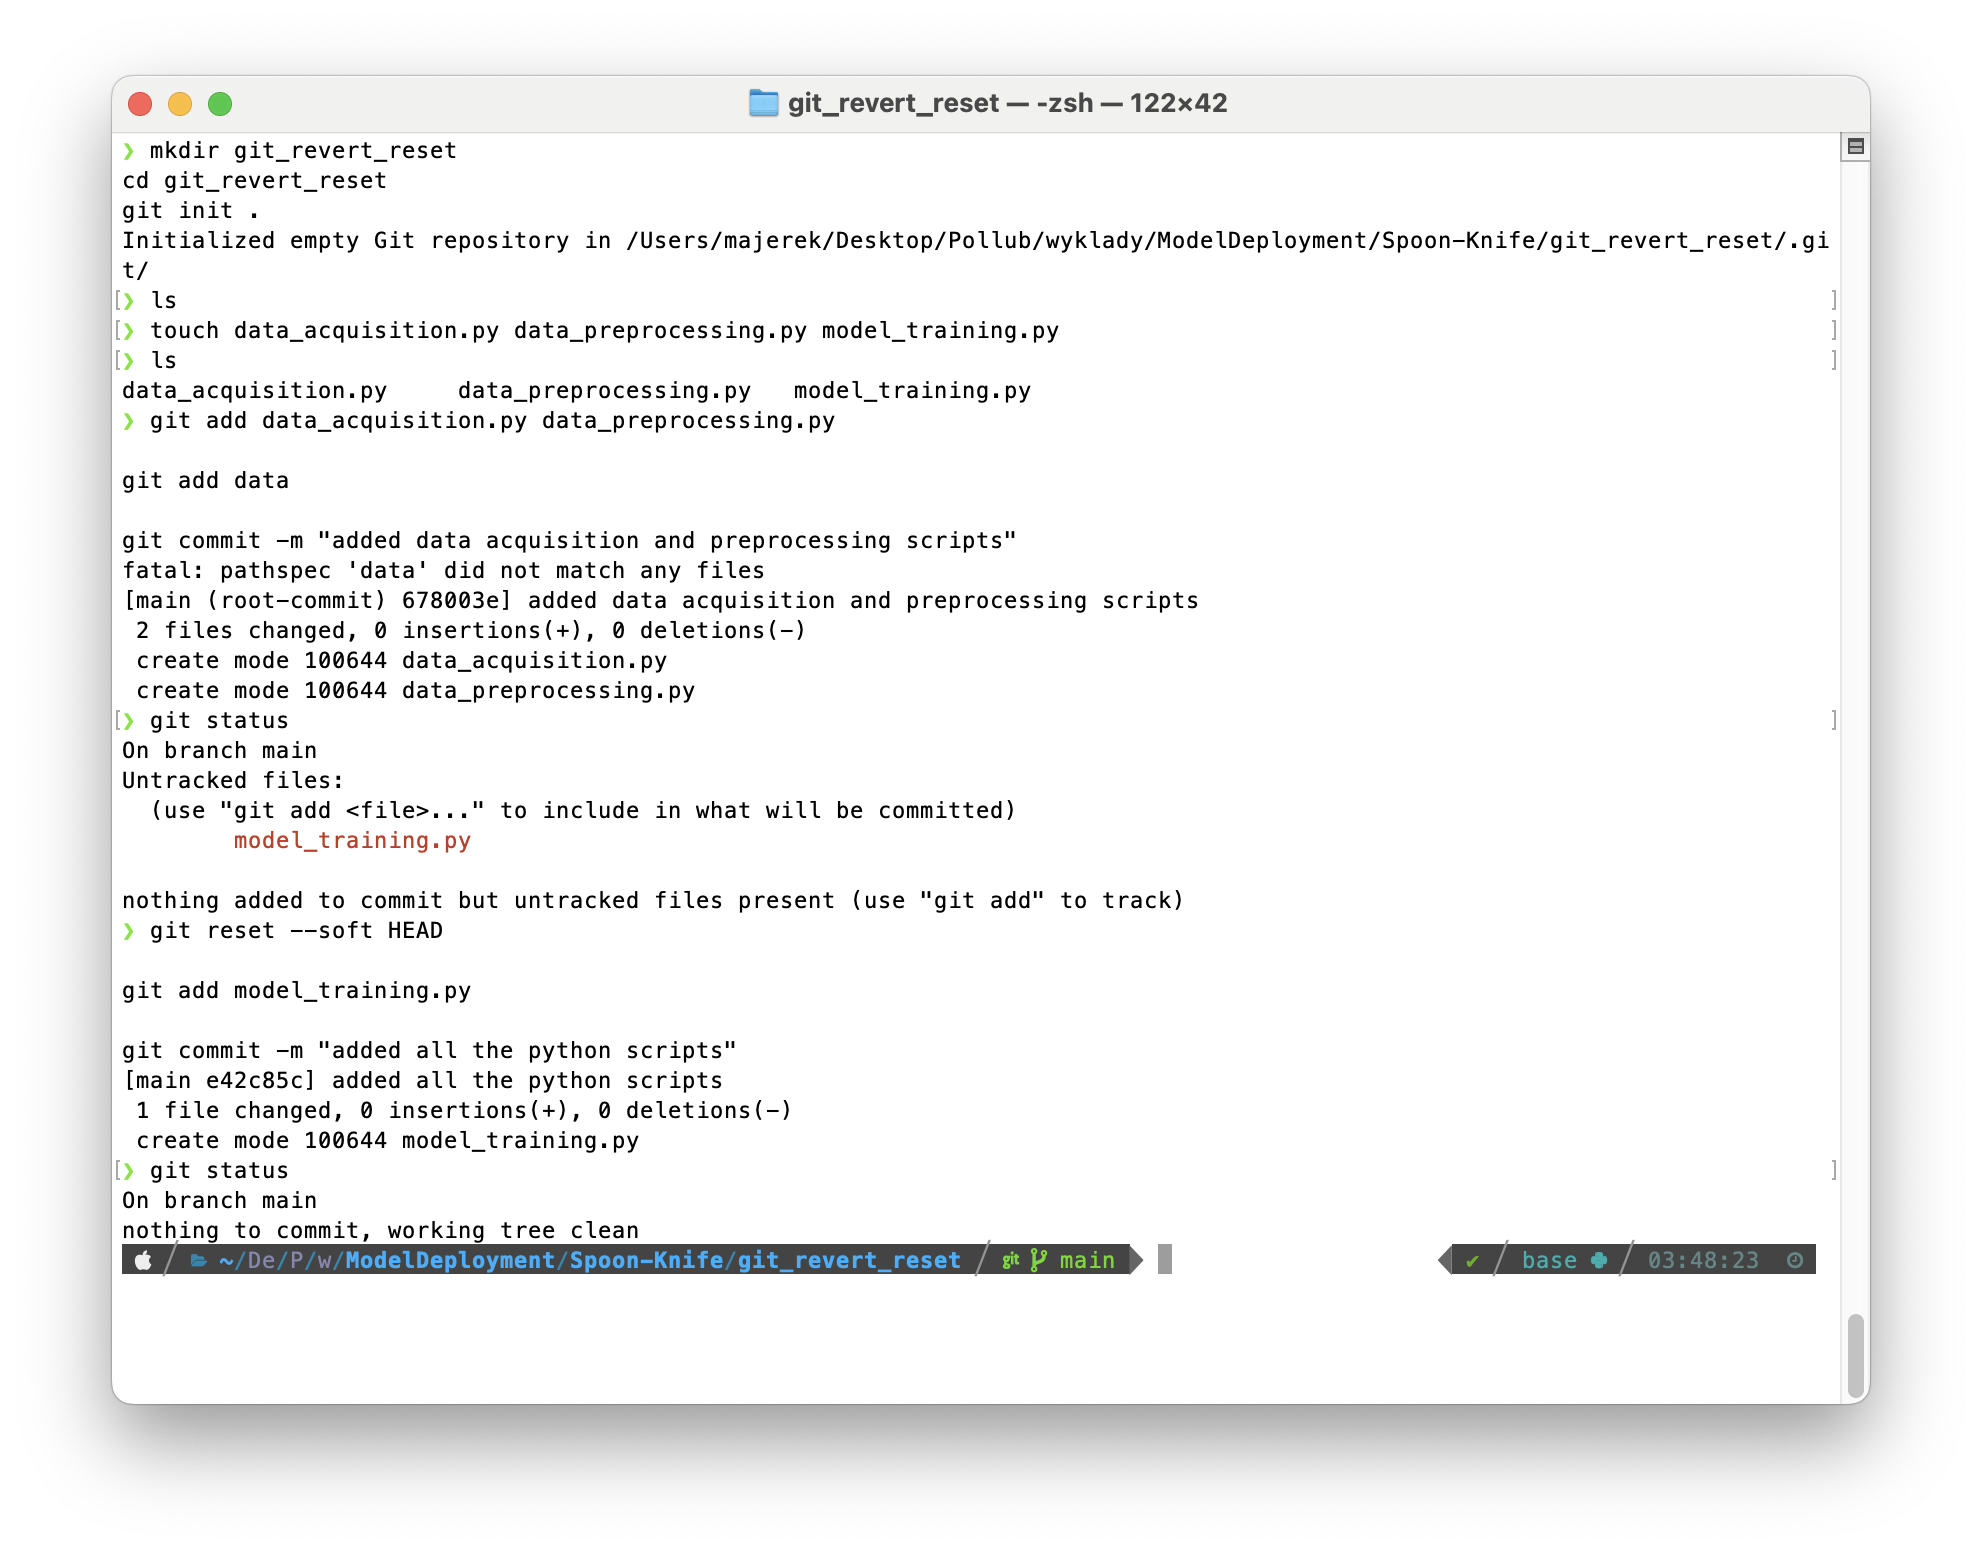 git_revert_reset — -zsh — 122×42
❯ mkdir git_revert_reset
cd git_revert_reset
git init .
Initialized empty Git repository in /Users/majerek/Desktop/Pollub/wyklady/ModelDeployment/Spoon-Knife/git_revert_reset/.gi
t/
[❯ ls ]
[❯ touch data_acquisition.py data_preprocessing.py model_training.py ]
[❯ ls ]
data_acquisition.py     data_preprocessing.py   model_training.py
❯ git add data_acquisition.py data_preprocessing.py

git add data

git commit -m "added data acquisition and preprocessing scripts"
fatal: pathspec 'data' did not match any files
[main (root-commit) 678003e] added data acquisition and preprocessing scripts
 2 files changed, 0 insertions(+), 0 deletions(-)
 create mode 100644 data_acquisition.py
 create mode 100644 data_preprocessing.py
[❯ git status ]
On branch main
Untracked files:
  (use "git add <file>..." to include in what will be committed)
        model_training.py

nothing added to commit but untracked files present (use "git add" to track)
❯ git reset --soft HEAD

git add model_training.py

git commit -m "added all the python scripts"
[main e42c85c] added all the python scripts
 1 file changed, 0 insertions(+), 0 deletions(-)
 create mode 100644 model_training.py
[❯ git status ]
On branch main
nothing to commit, working tree clean
~/De/P/w/ModelDeployment/Spoon-Knife/git_revert_reset git main ✔ base 03:48:23